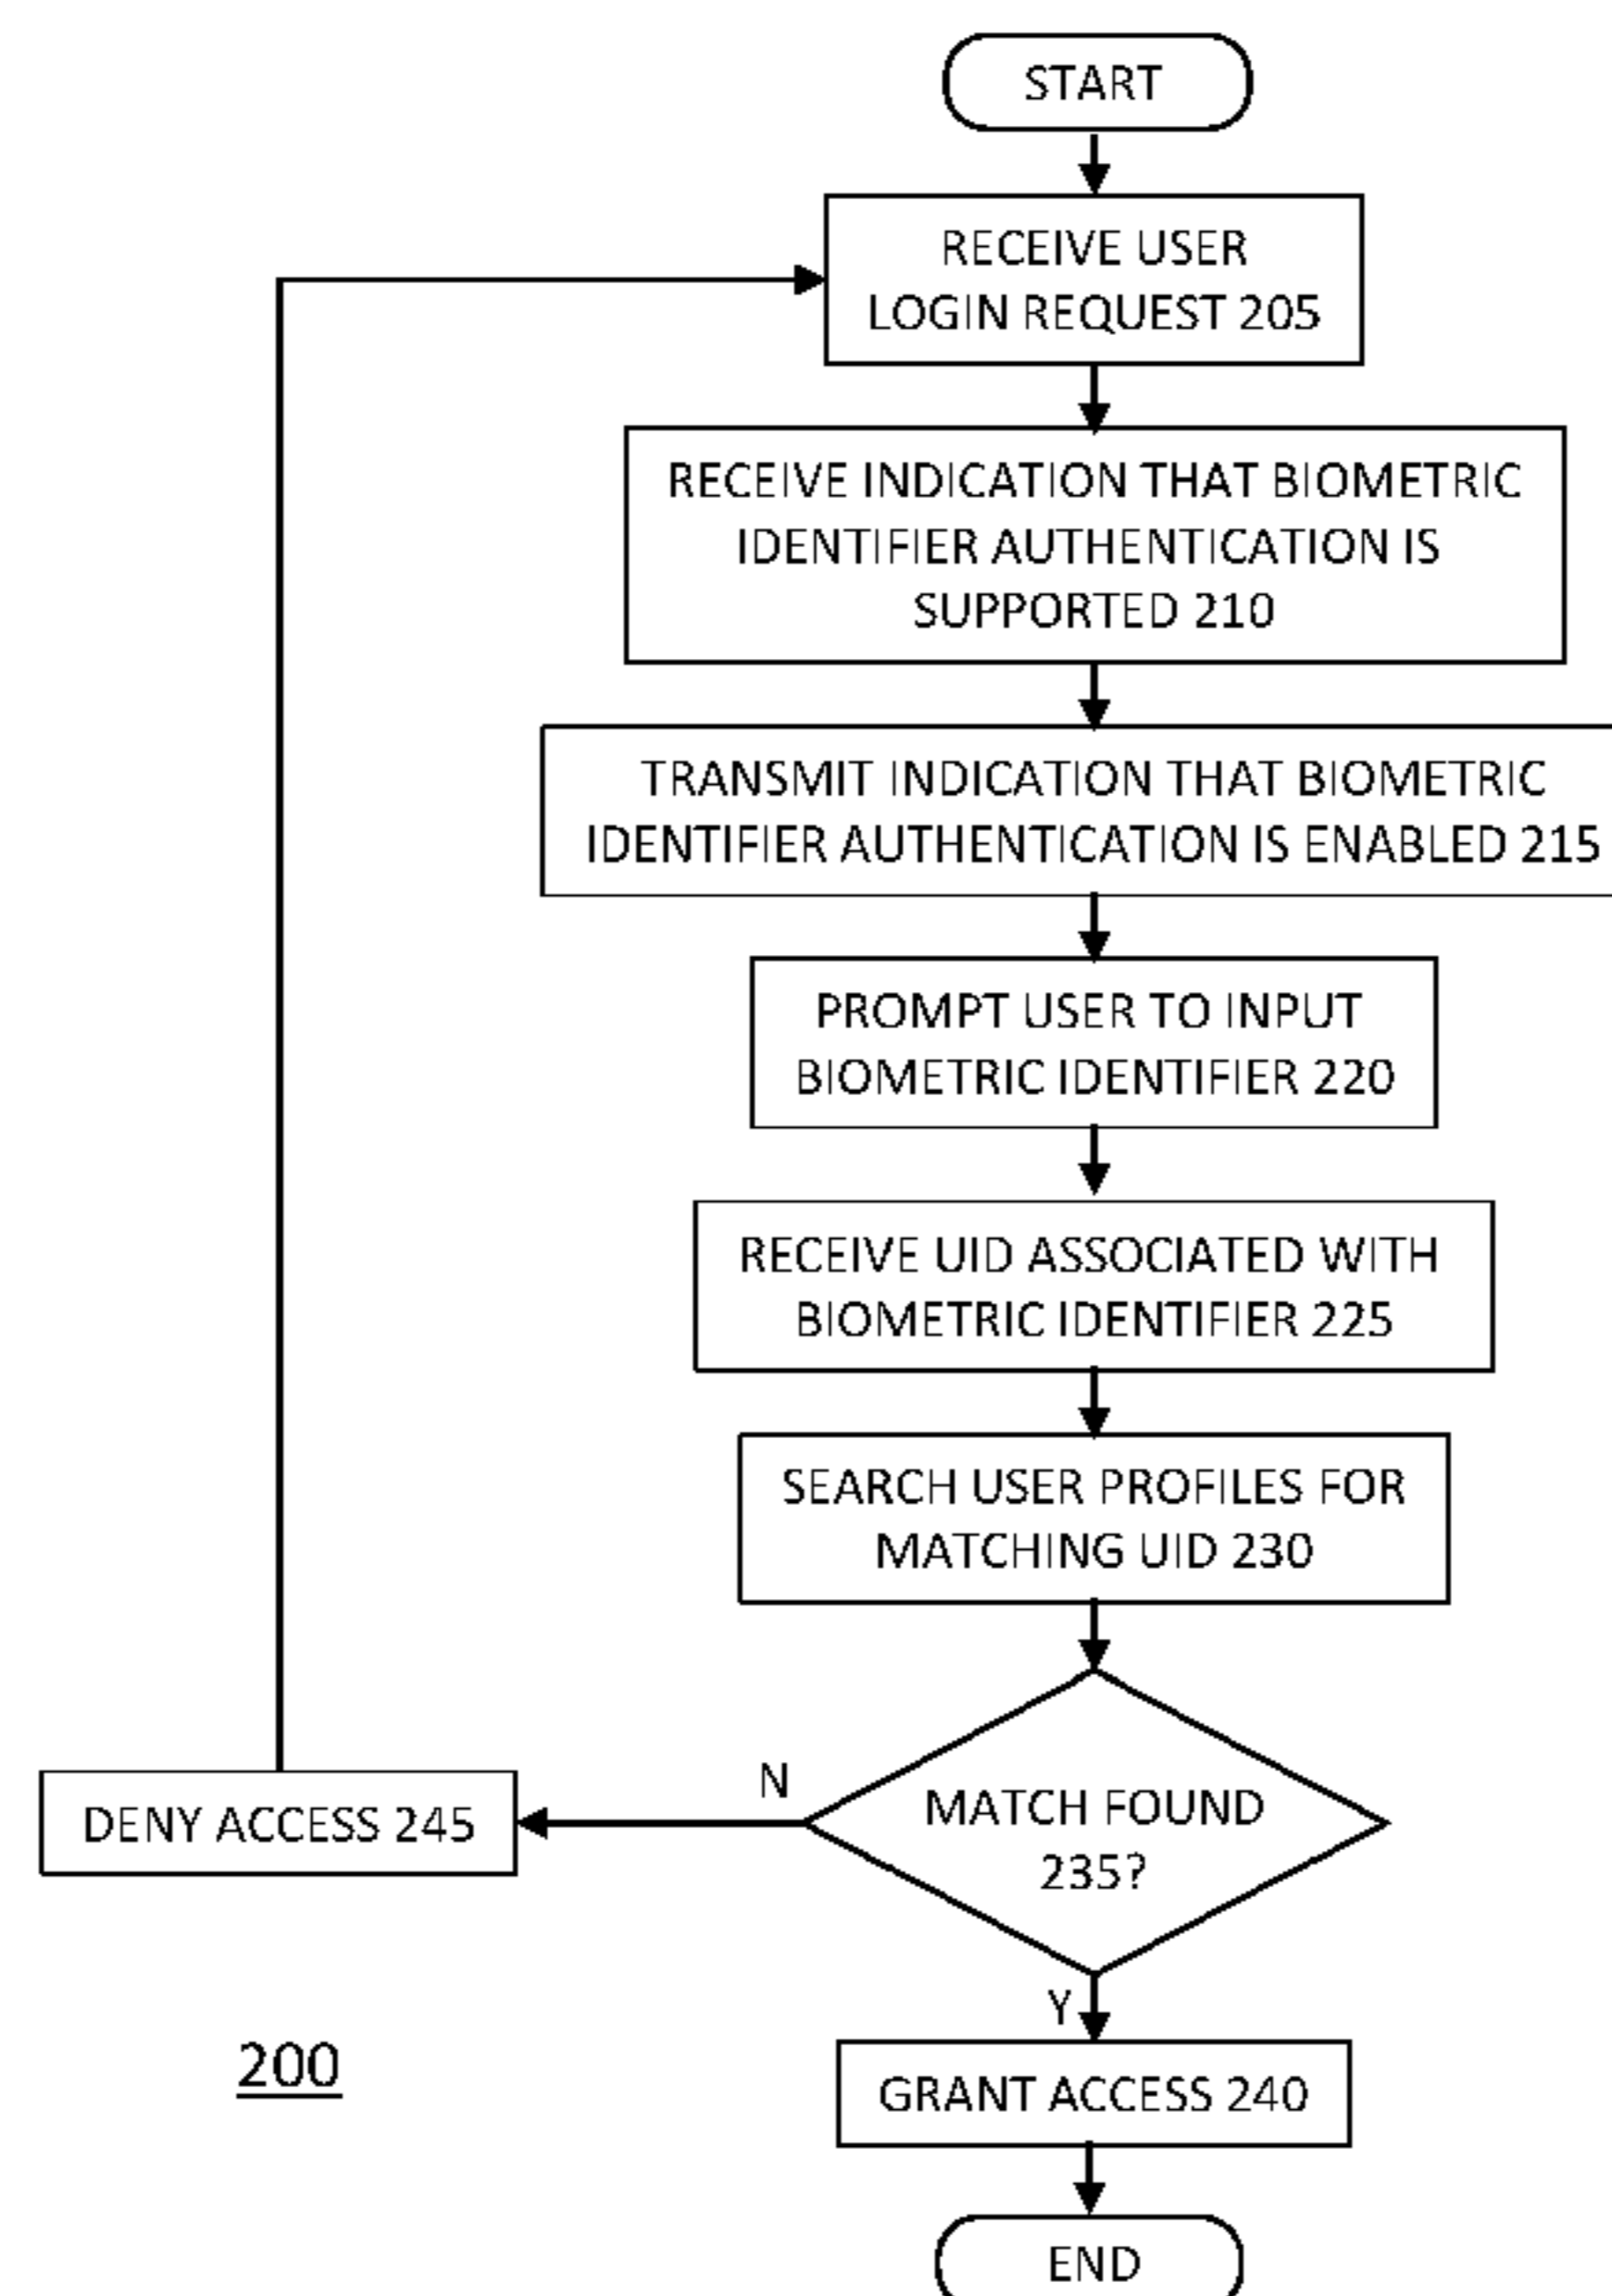 START
RECEIVE USER
LOGIN REQUEST 205
RECEIVE INDICATION THAT BIOMETRIC
IDENTIFIER AUTHENTICATION IS
SUPPORTED 210
TRANSMIT INDICATION THAT BIOMETRIC
IDENTIFIER AUTHENTICATION IS ENABLED 215
PROMPT USER TO INPUT
BIOMETRIC IDENTIFIER 220
RECEIVE UID ASSOCIATED WITH
BIOMETRIC IDENTIFIER 225
SEARCH USER PROFILES FOR
MATCHING UID 230
MATCH FOUND
235?
N
DENY ACCESS 245
Y
GRANT ACCESS 240
END
200